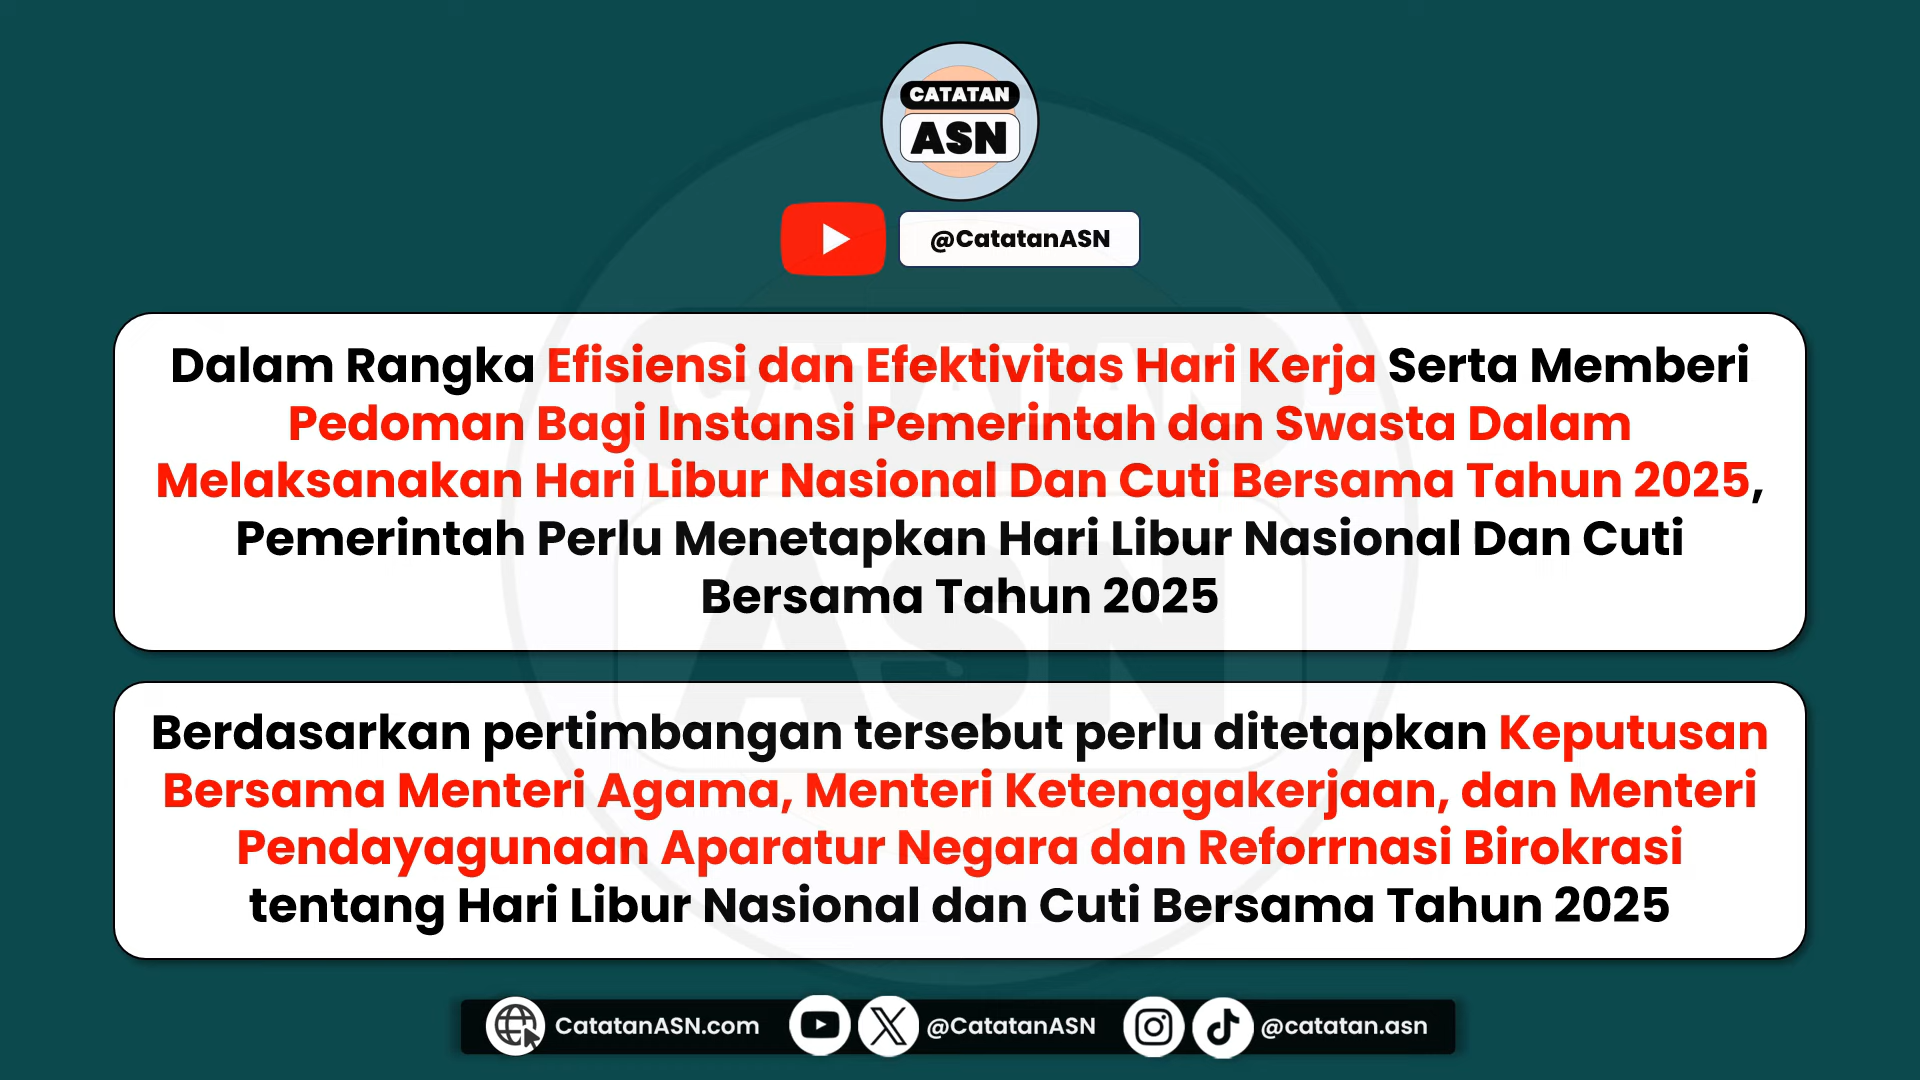 CATATAN
ASN
@CatatanASN
Dalam Rangka Efisiensi dan Efektivitas Hari Kerja Serta Memberi
Pedoman Bagi Instansi Pemerintah dan Swasta Dalam
Melaksanakan Hari Libur Nasional Dan Cuti Bersama Tahun 2025,
Pemerintah Perlu Menetapkan Hari Libur Nasional Dan Cuti
Bersama Tahun 2025
Berdasarkan pertimbangan tersebut perlu ditetapkan Keputusan
Bersama Menteri Agama, Menteri Ketenagakerjaan, dan Menteri
Pendayagunaan Aparatur Negara dan Reforrnasi Birokrasi
tentang Hari Libur Nasional dan Cuti Bersama Tahun 2025
CatatanASN.com @CatatanASN @catatan.asn